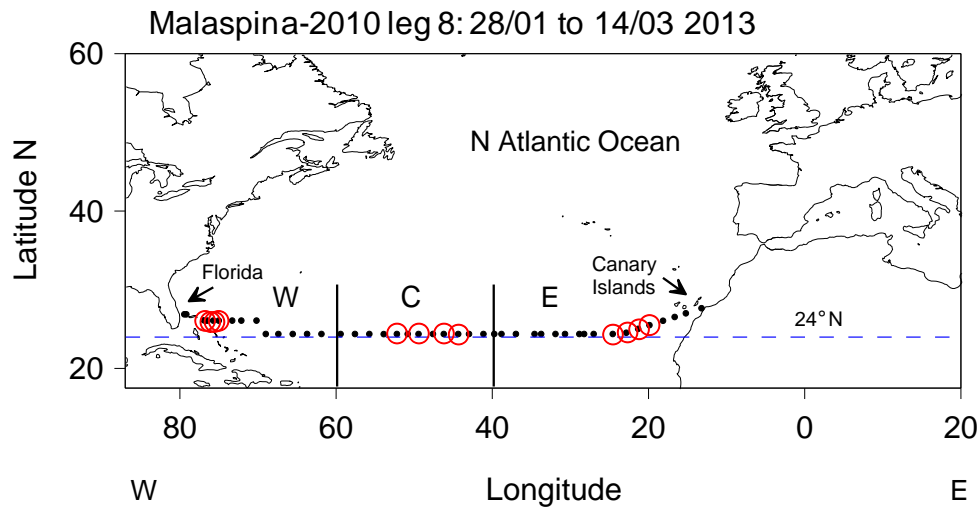 Malaspina-2010 leg 8: 28/01 to 14/03 2013
60
N Atlantic Ocean
Latitude N
40
Florida
Canary
Islands
W
C
E
24°N
20
80
60
40
20
0
20
W
Longitude
E